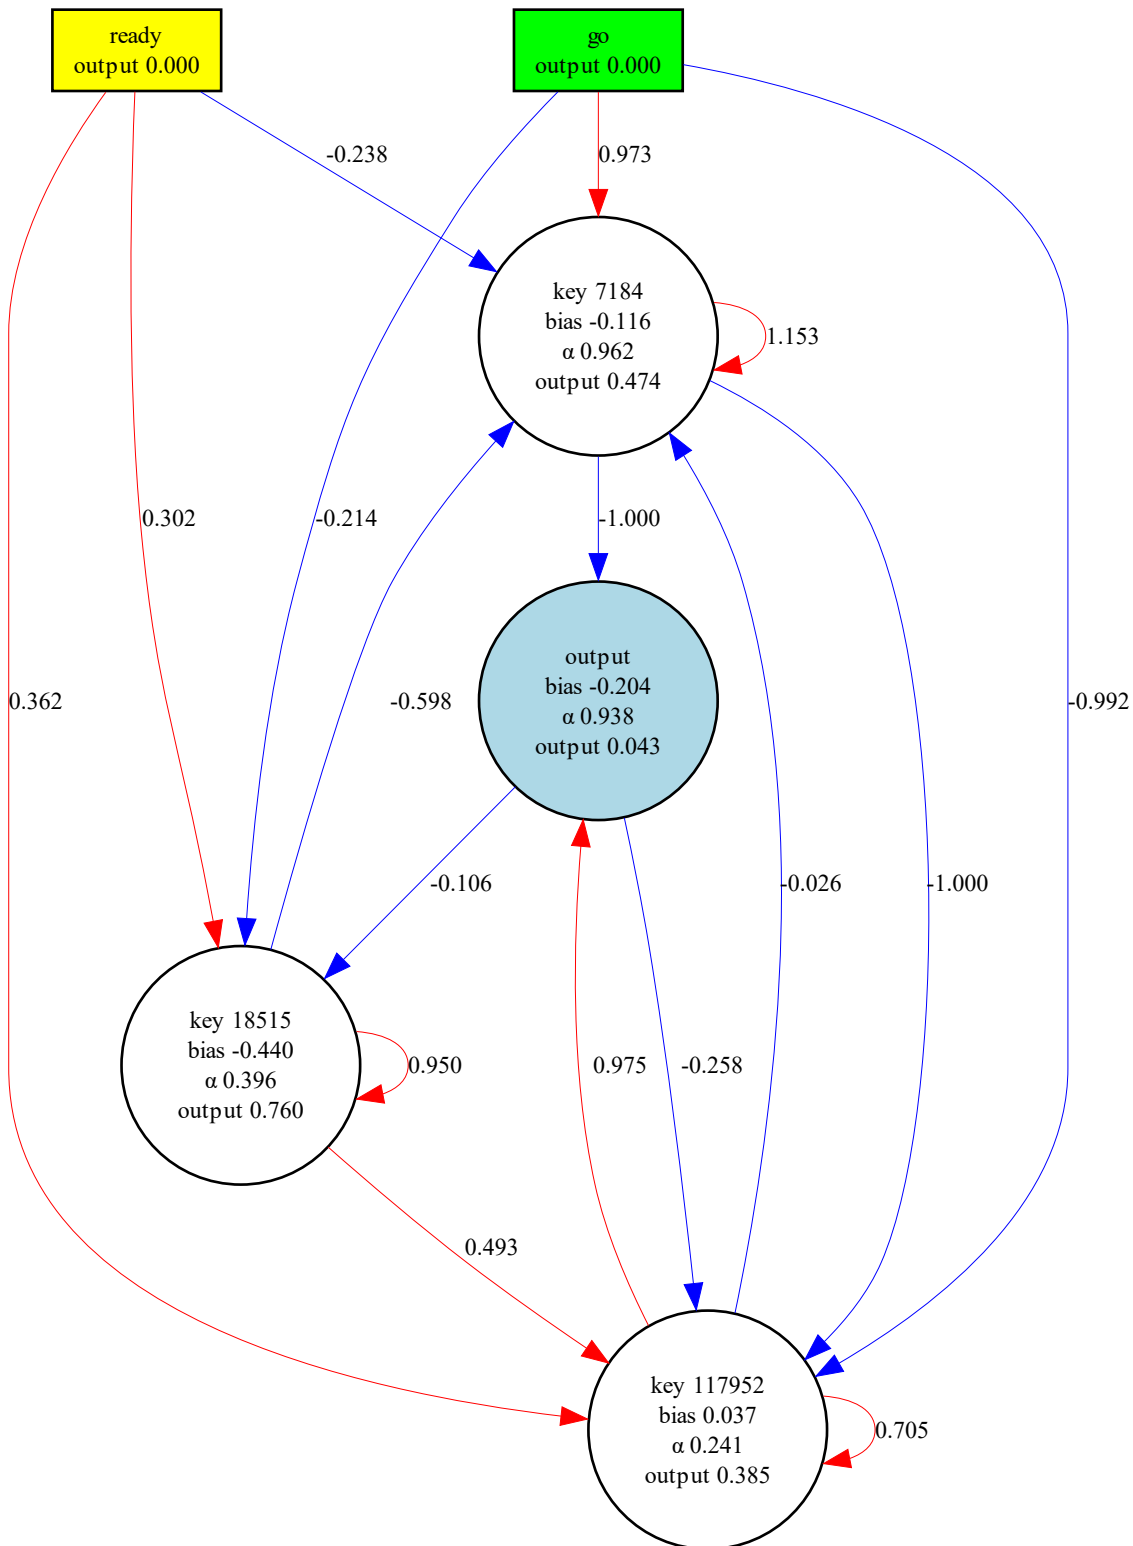 ready
output 0.000
go
output 0.000
-0.238
0.973
key 7184
bias -0.116
α 0.962
output 0.474
1.153
0.302
-0.214
-1.000
0.362
-0.598
output
bias -0.204
α 0.938
output 0.043
-0.992
-0.106
-0.026
-1.000
key 18515
bias -0.440
α 0.396
output 0.760
0.950
0.975
-0.258
0.493
key 117952
bias 0.037
α 0.241
output 0.385
0.705